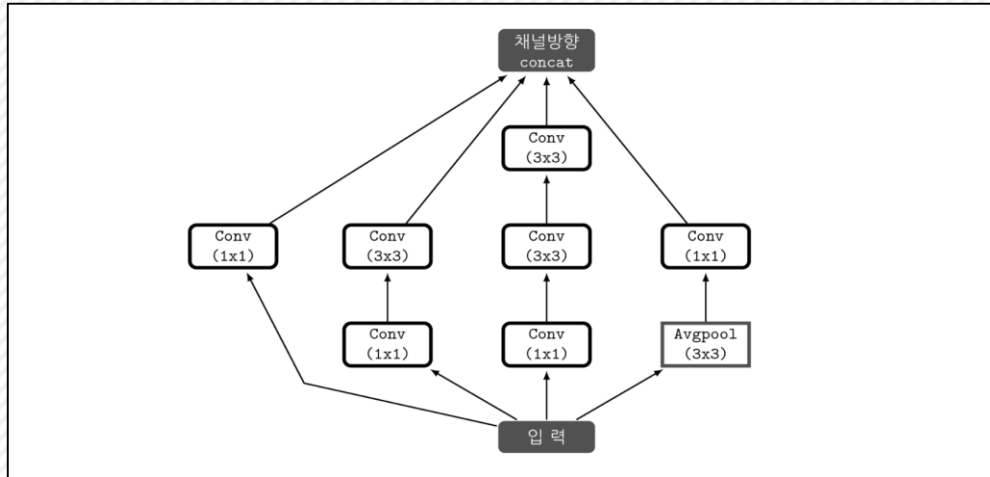 채널방향
concat
Conv
(3x3)
Conv
(1x1)
Conv
(3x3)
Conv
(3x3)
Conv
(1x1)
Conv
(1x1)
Conv
(1x1)
Avgpool
(3x3)
입 력